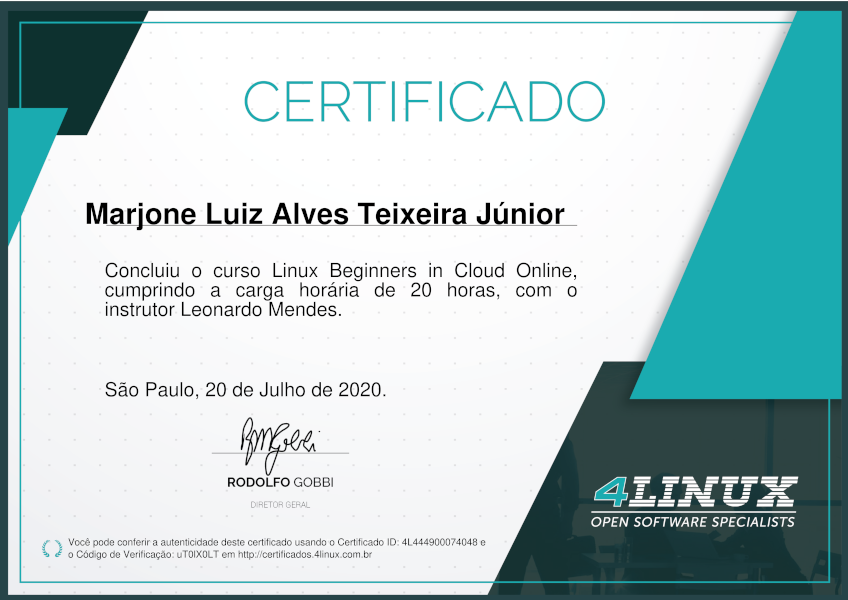 CERTIFICADO
Marjone Luiz Alves Teixeira Júnior
Concluiu o curso Linux Beginners in Cloud Online,
cumprindo a carga horária de 20 horas, com o
instrutor Leonardo Mendes.
São Paulo, 20 de Julho de 2020.
RODOLFO GOBBI
DIRETOR GERAL
4LINUX
OPEN SOFTWARE SPECIALISTS
Você pode conferir a autenticidade deste certificado usando o Certificado ID: 4L444900074048 e
o Código de Verificação: uT0IX0LT em http://certificados.4linux.com.br